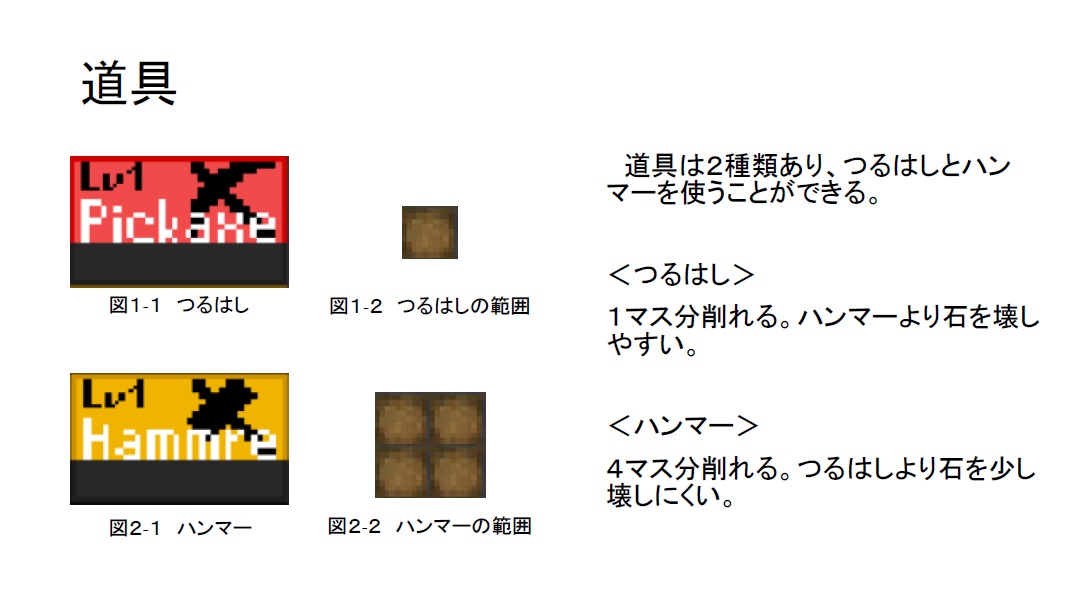 道具
Lv1
Pickaxe
図1-1 つるはし
図1-2 つるはしの範囲
Lv1
Hammre
図2-1 ハンマー
図2-2 ハンマーの範囲
道具は2種類あり、つるはしとハン
マーを使うことができる。
＜つるはし＞
1マス分削れる。ハンマーより石を壊し
やすい。
＜ハンマー＞
4マス分削れる。つるはしより石を少し
壊しにくい。